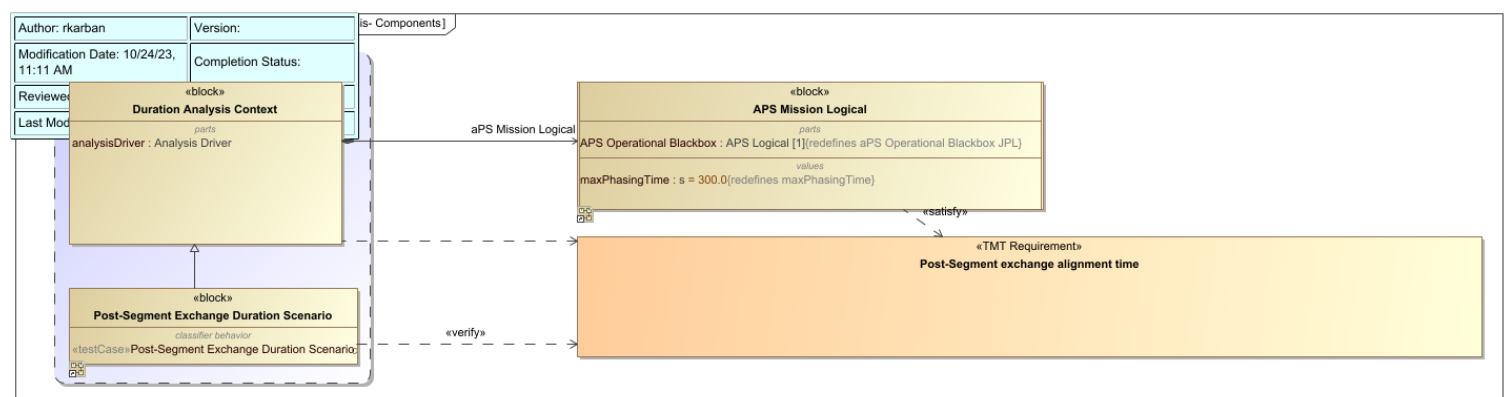 is- Components]
Author: rkarban
Version:
Modification Date: 10/24/23,
11:11 AM
Completion Status:
Reviewe
Last Mod
«block»
Duration Analysis Context
parts
analysisDriver : Analysis Driver
aPS Mission Logical
«block»
APS Mission Logical
parts
APS Operational Blackbox : APS Logical [1]{redefines aPS Operational Blackbox JPL}
values
maxPhasingTime : s = 300.0{redefines maxPhasingTime}
«satisfy»
«TMT Requirement»
Post-Segment exchange alignment time
«block»
Post-Segment Exchange Duration Scenario
classifier behavior
«testCase»Post-Segment Exchange Duration Scenario
«verify»